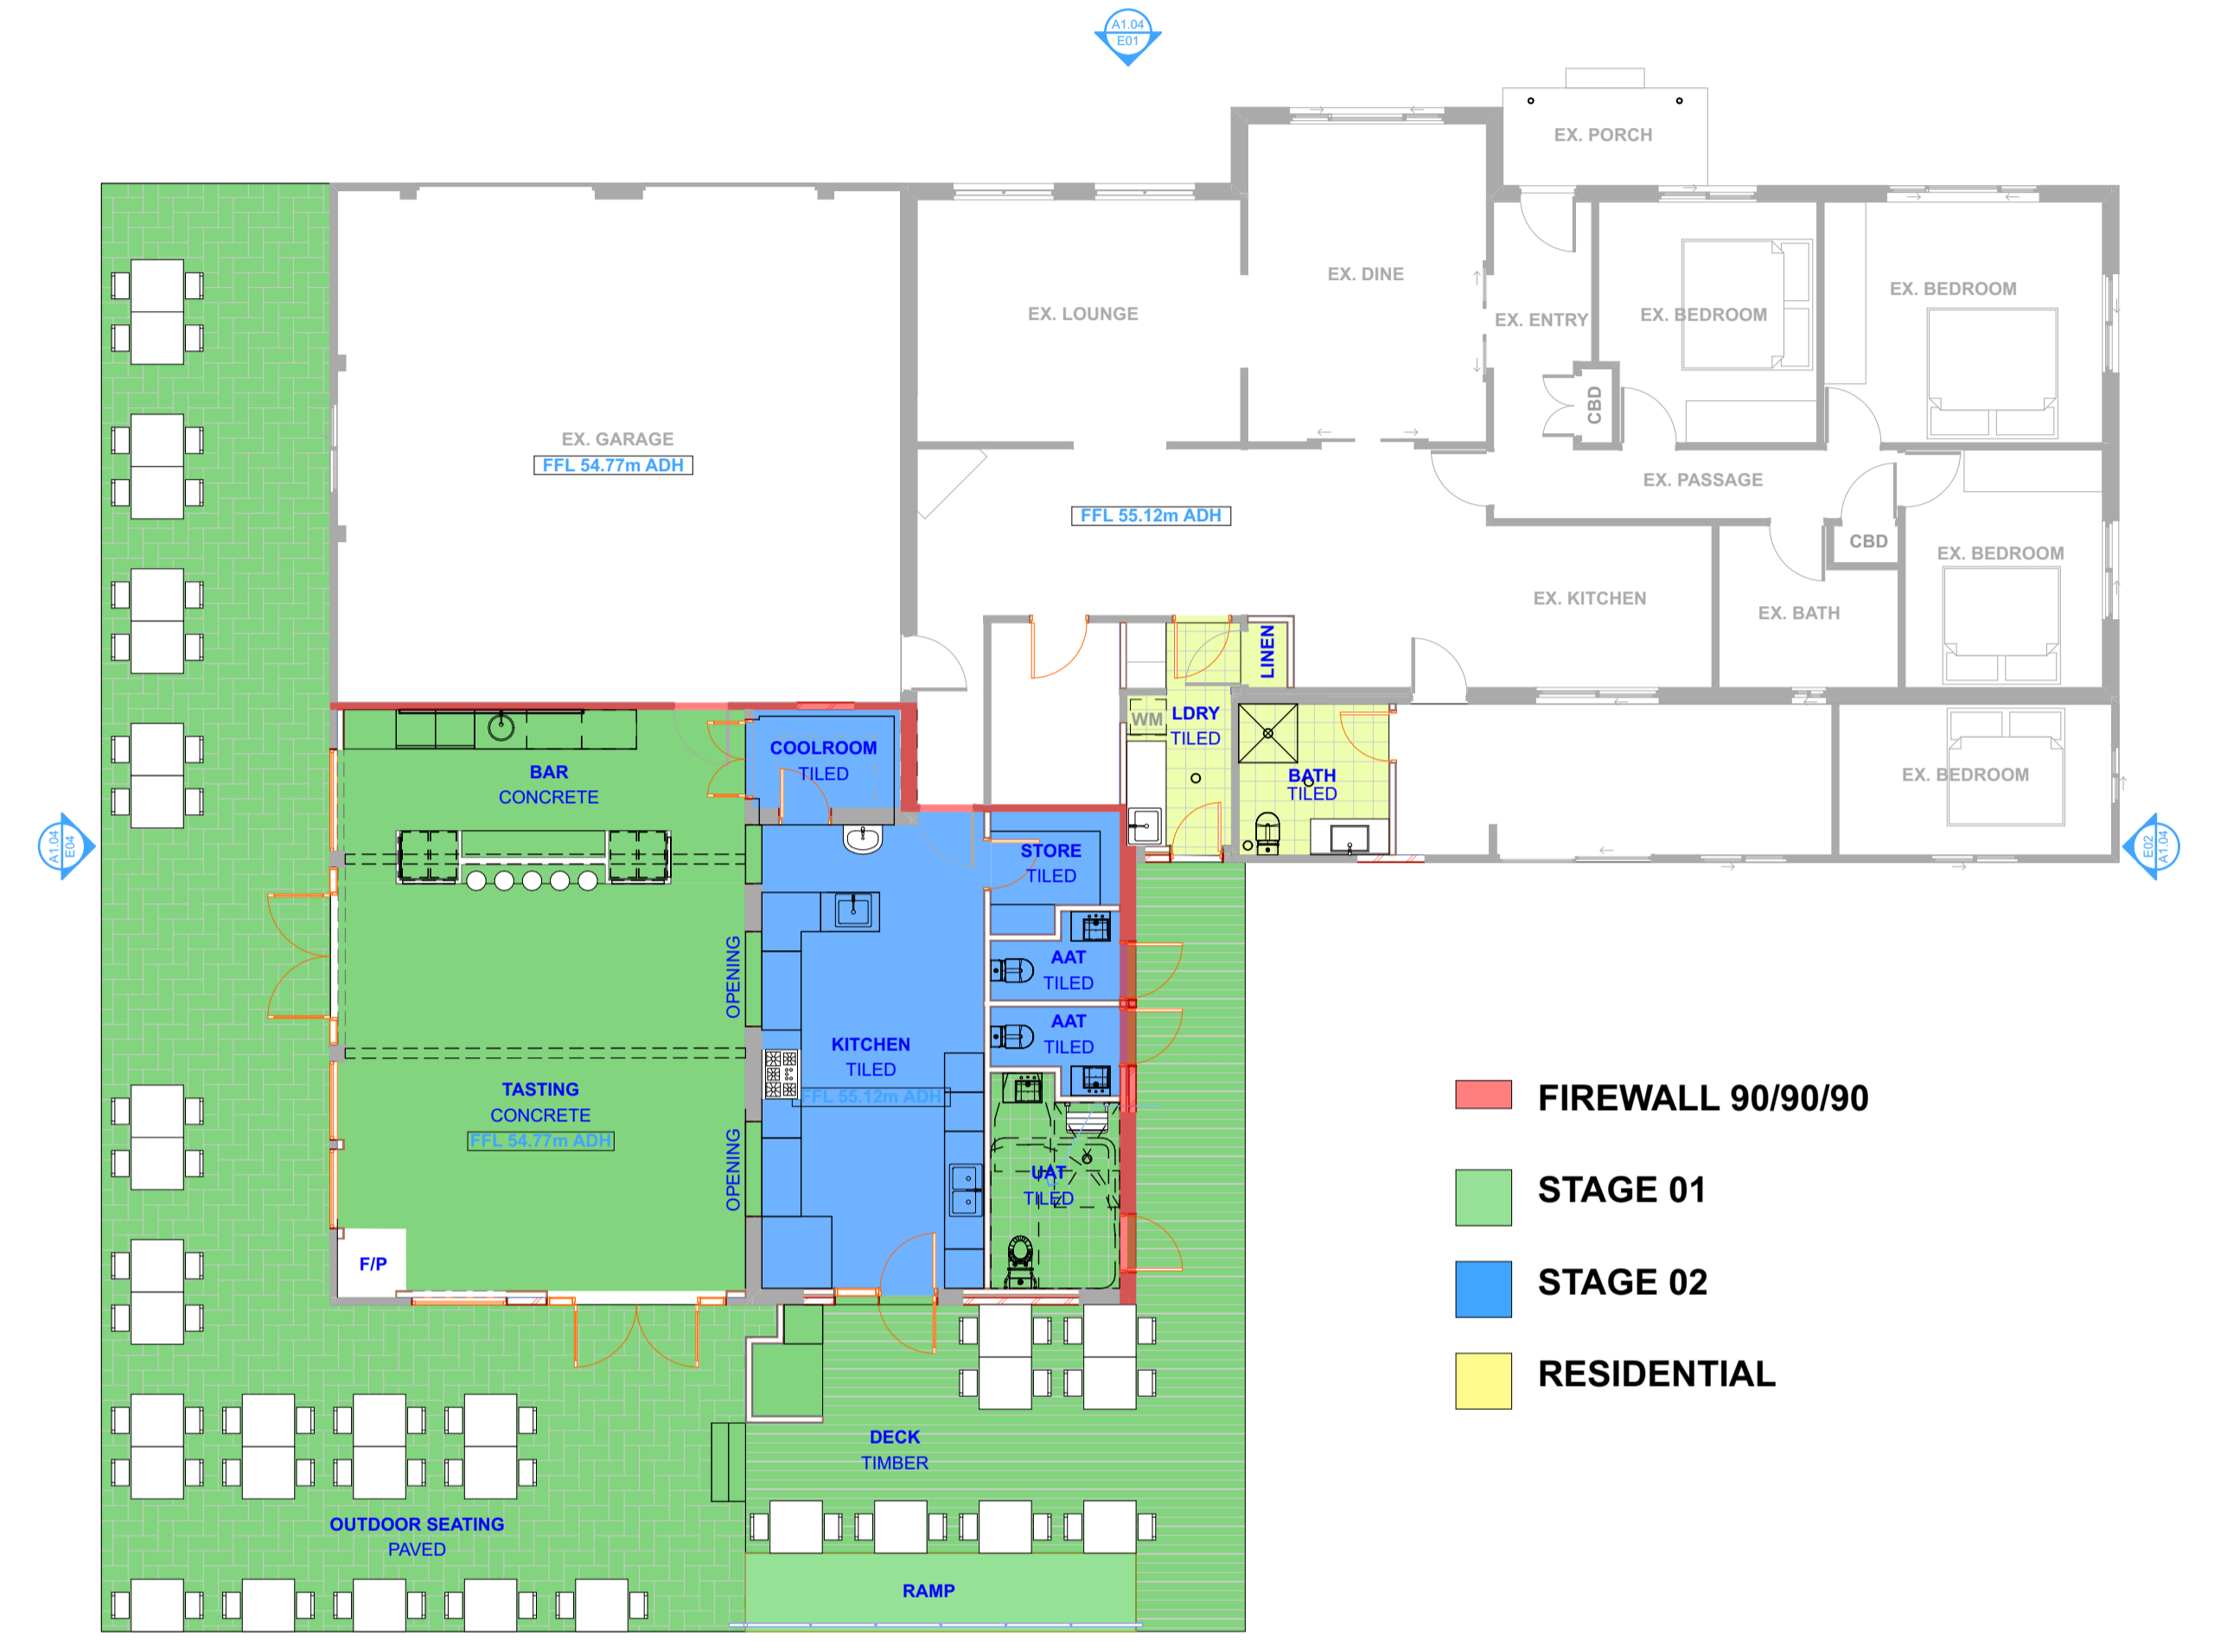 A1.04
E01
EX. PORCH
EX. DINE
EX. BEDROOM
EX. LOUNGE
EX. ENTRY
EX. BEDROOM
CBD
EX. GARAGE
FFL 54.77m ADH
EX. PASSAGE
FFL 55.12m ADH
CBD
EX. BEDROOM
EX. KITCHEN
EX. BATH
LINEN
WM
LDRY
TILED
COOLROOM
TILED
BAR
CONCRETE
BATH
TILED
EX. BEDROOM
A1.04
E04
E02
A1.04
STORE
TILED
OPENING
AAT
TILED
AAT
TILED
KITCHEN
TILED
FFL 55.12m ADH
TASTING
CONCRETE
FFL 54.77m ADH
OPENING
UAT
TILED
F/P
FIREWALL 90/90/90
STAGE 01
STAGE 02
RESIDENTIAL
DECK
TIMBER
OUTDOOR SEATING
PAVED
RAMP